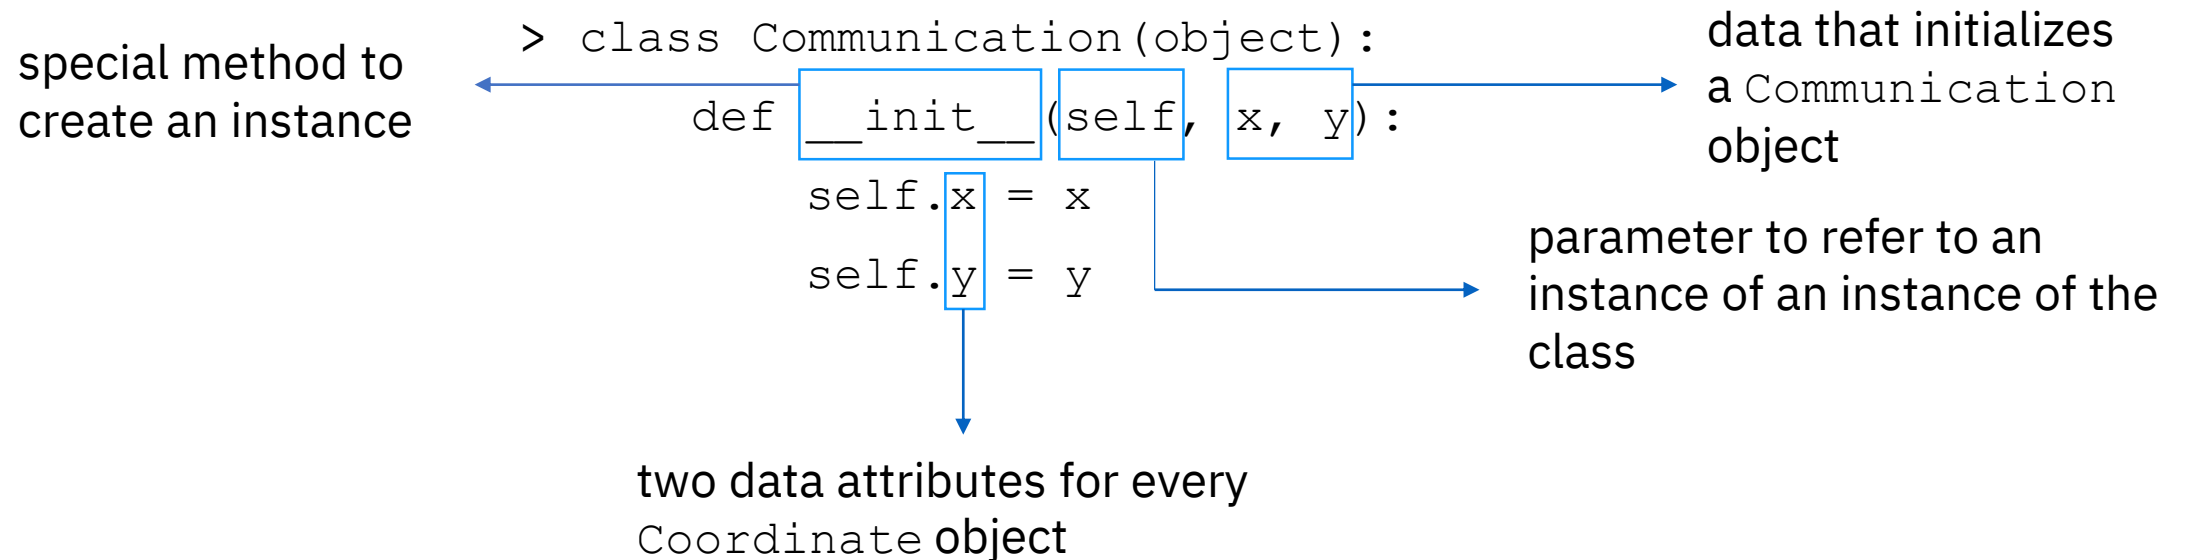 special method to
create an instance
> class Communication(object):
def __init__(self, x, y):
self.x = x
self.y = y
data that initializes
a Communication
object
parameter to refer to an
instance of an instance of the
class
two data attributes for every
Coordinate object